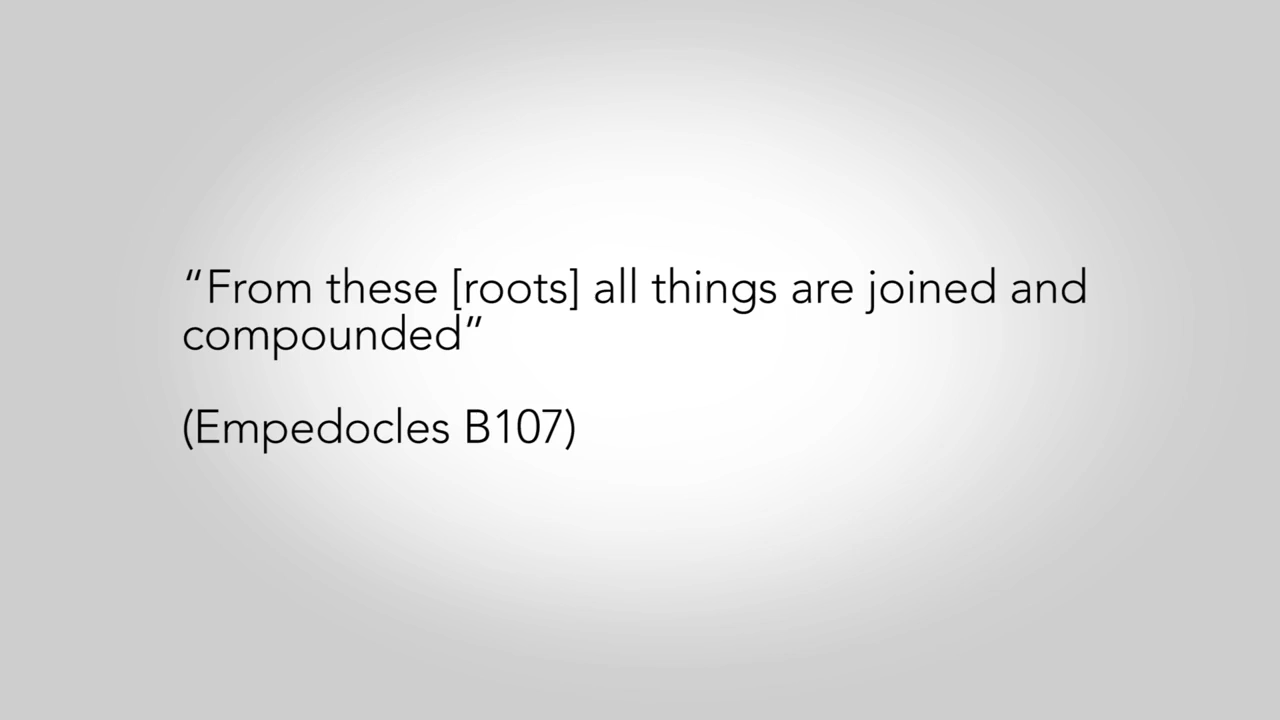 “From these [roots] all things are joined and
compounded”
(Empedocles B107)